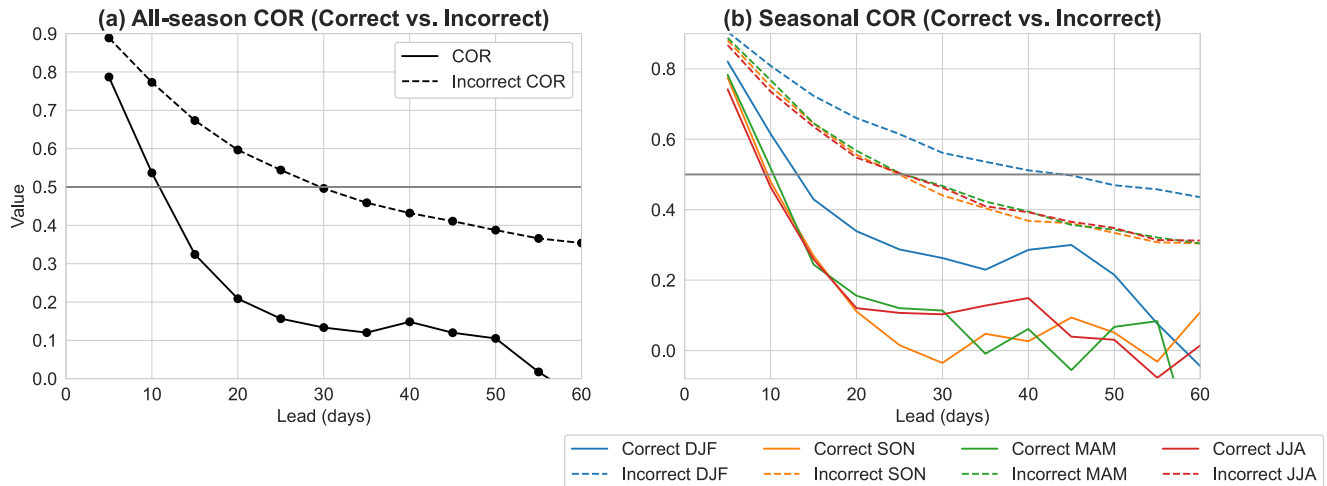 (a) All-season COR (Correct vs. Incorrect)
0.9
0.8
0.7
0.6
0.5
0.4
0.3
0.2
0.1
0.0
Value
0 10 20 30 40 50 60
Lead (days)
COR
Incorrect COR
(b) Seasonal COR (Correct vs. Incorrect)
0.8
0.6
0.4
0.2
0.0
0 10 20 30 40 50 60
Lead (days)
Correct DJF Correct SON Correct MAM Correct JJA
Incorrect DJF Incorrect SON Incorrect MAM Incorrect JJA